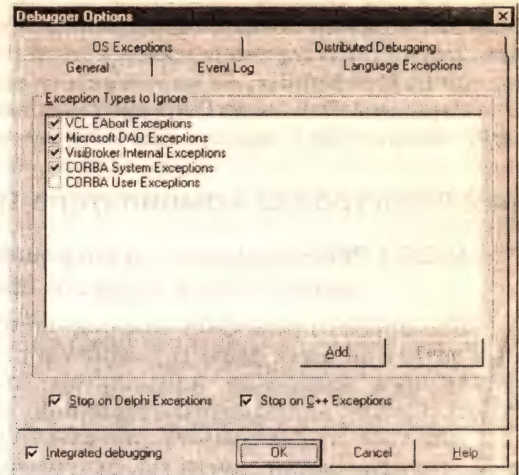 Debugger Options
OS Exceptions Distributed Debugging
General Event Log Language Exceptions
Exception Types to Ignore
VCL EAbort Exceptions
Microsoft DAO Exceptions
VisiBroker Internal Exceptions
CORBA System Exceptions
CORBA User Exceptions
Add...
Stop on Delphi Exceptions Stop on C++ Exceptions
Integrated debugging OK Cancel Help